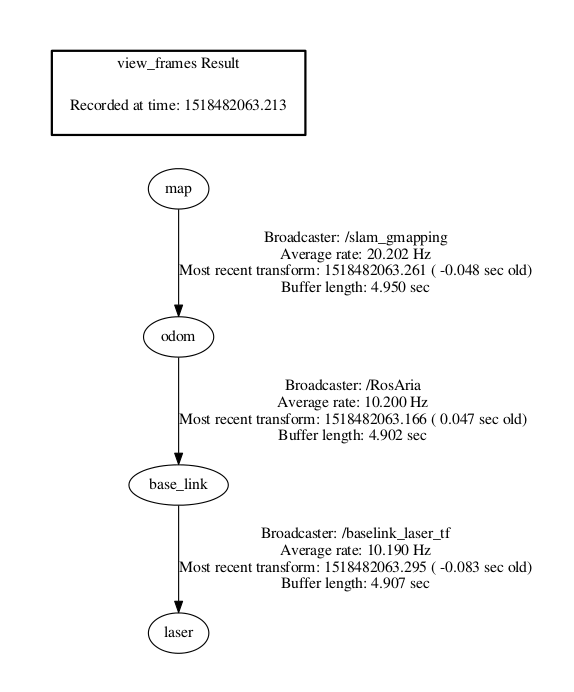 view_frames Result
Recorded at time: 1518482063.213
map
Broadcaster: /slam_gmapping
Average rate: 20.202 Hz
Most recent transform: 1518482063.261 ( -0.048 sec old)
Buffer length: 4.950 sec
odom
Broadcaster: /RosAria
Average rate: 10.200 Hz
Most recent transform: 1518482063.166 ( 0.047 sec old)
Buffer length: 4.902 sec
base_link
Broadcaster: /baselink_laser_tf
Average rate: 10.190 Hz
Most recent transform: 1518482063.295 ( -0.083 sec old)
Buffer length: 4.907 sec
laser